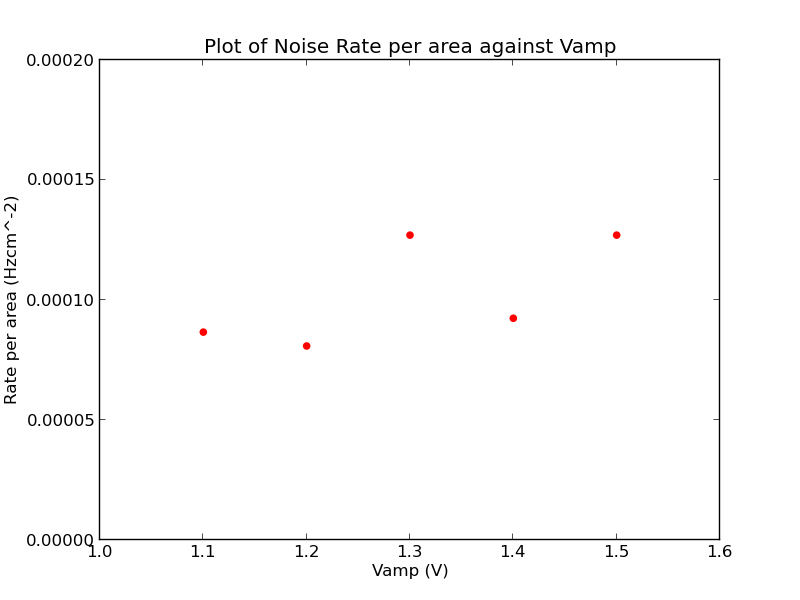 Plot of Noise Rate per area against Vamp
0.00020
0.00015
0.00010
0.00005
0.00000
Rate per area (Hzcm^-2)
1.0 1.1 1.2 1.3 1.4 1.5 1.6
Vamp (V)